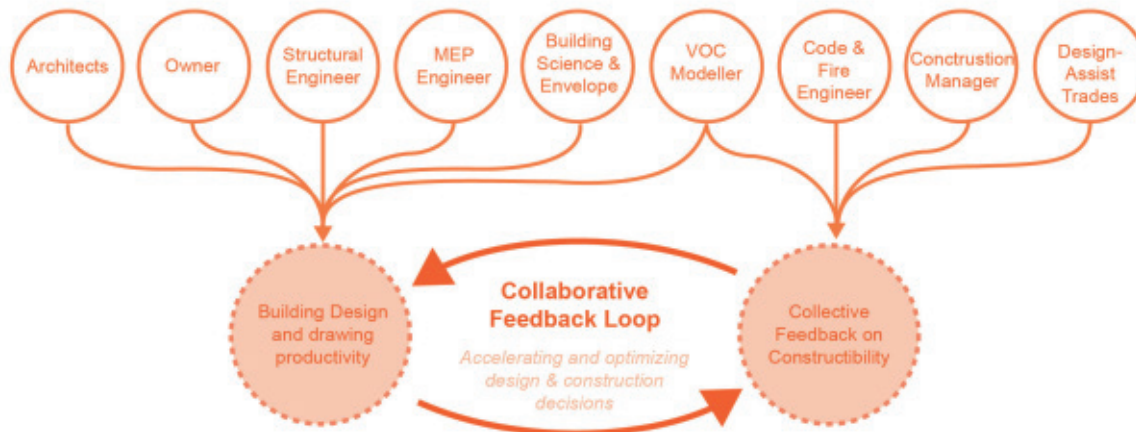 Architects
Owner
Structural
Engineer
MEP
Engineer
Building
Science &
Envelope
VOC
Modeller
Code &
Fire
Engineer
Conctrustion
Manager
Design-
Assist
Trades
Building Design
and drawing
productivity
Collaborative
Feedback Loop
Accelerating and optimizing
design & construction
decisions
Collective
Feedback on
Constructibility